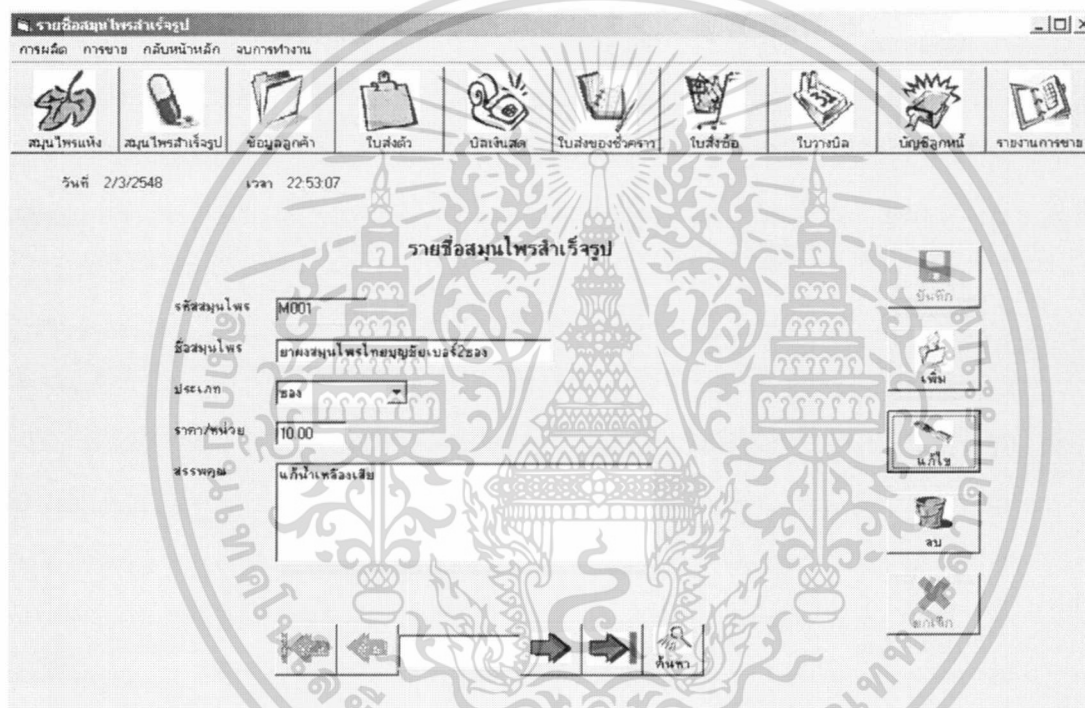 รายชื่อสมุนไพรสำเร็จรูป
การผลิต การขาย กลับหน้าหลัก จบการทำงาน
สมุนไพรแห้ง สมุนไพรสำเร็จรูป ข้อมูลลูกค้า ใบส่งตัว บิลเงินสด ใบส่งของชั่วคราว ใบสั่งซื้อ ใบวางบิล บัญชีลูกหนี้ รายงานการขาย
วันที่ 2/3/2548 เวลา 22:53:07
รายชื่อสมุนไพรสำเร็จรูป
บันทึก
รหัสสมุนไพร M001
ชื่อสมุนไพร ยาผงสมุนไพรไทยบุญชัยเบอร์2ซอง
เพิ่ม
ประเภท ซอง
ราคา/หน่วย 10.00
แก้ไข
สรรพคุณ แก้น้ำเหลืองเสีย
ลบ
ยกเลิก
ค้นหา